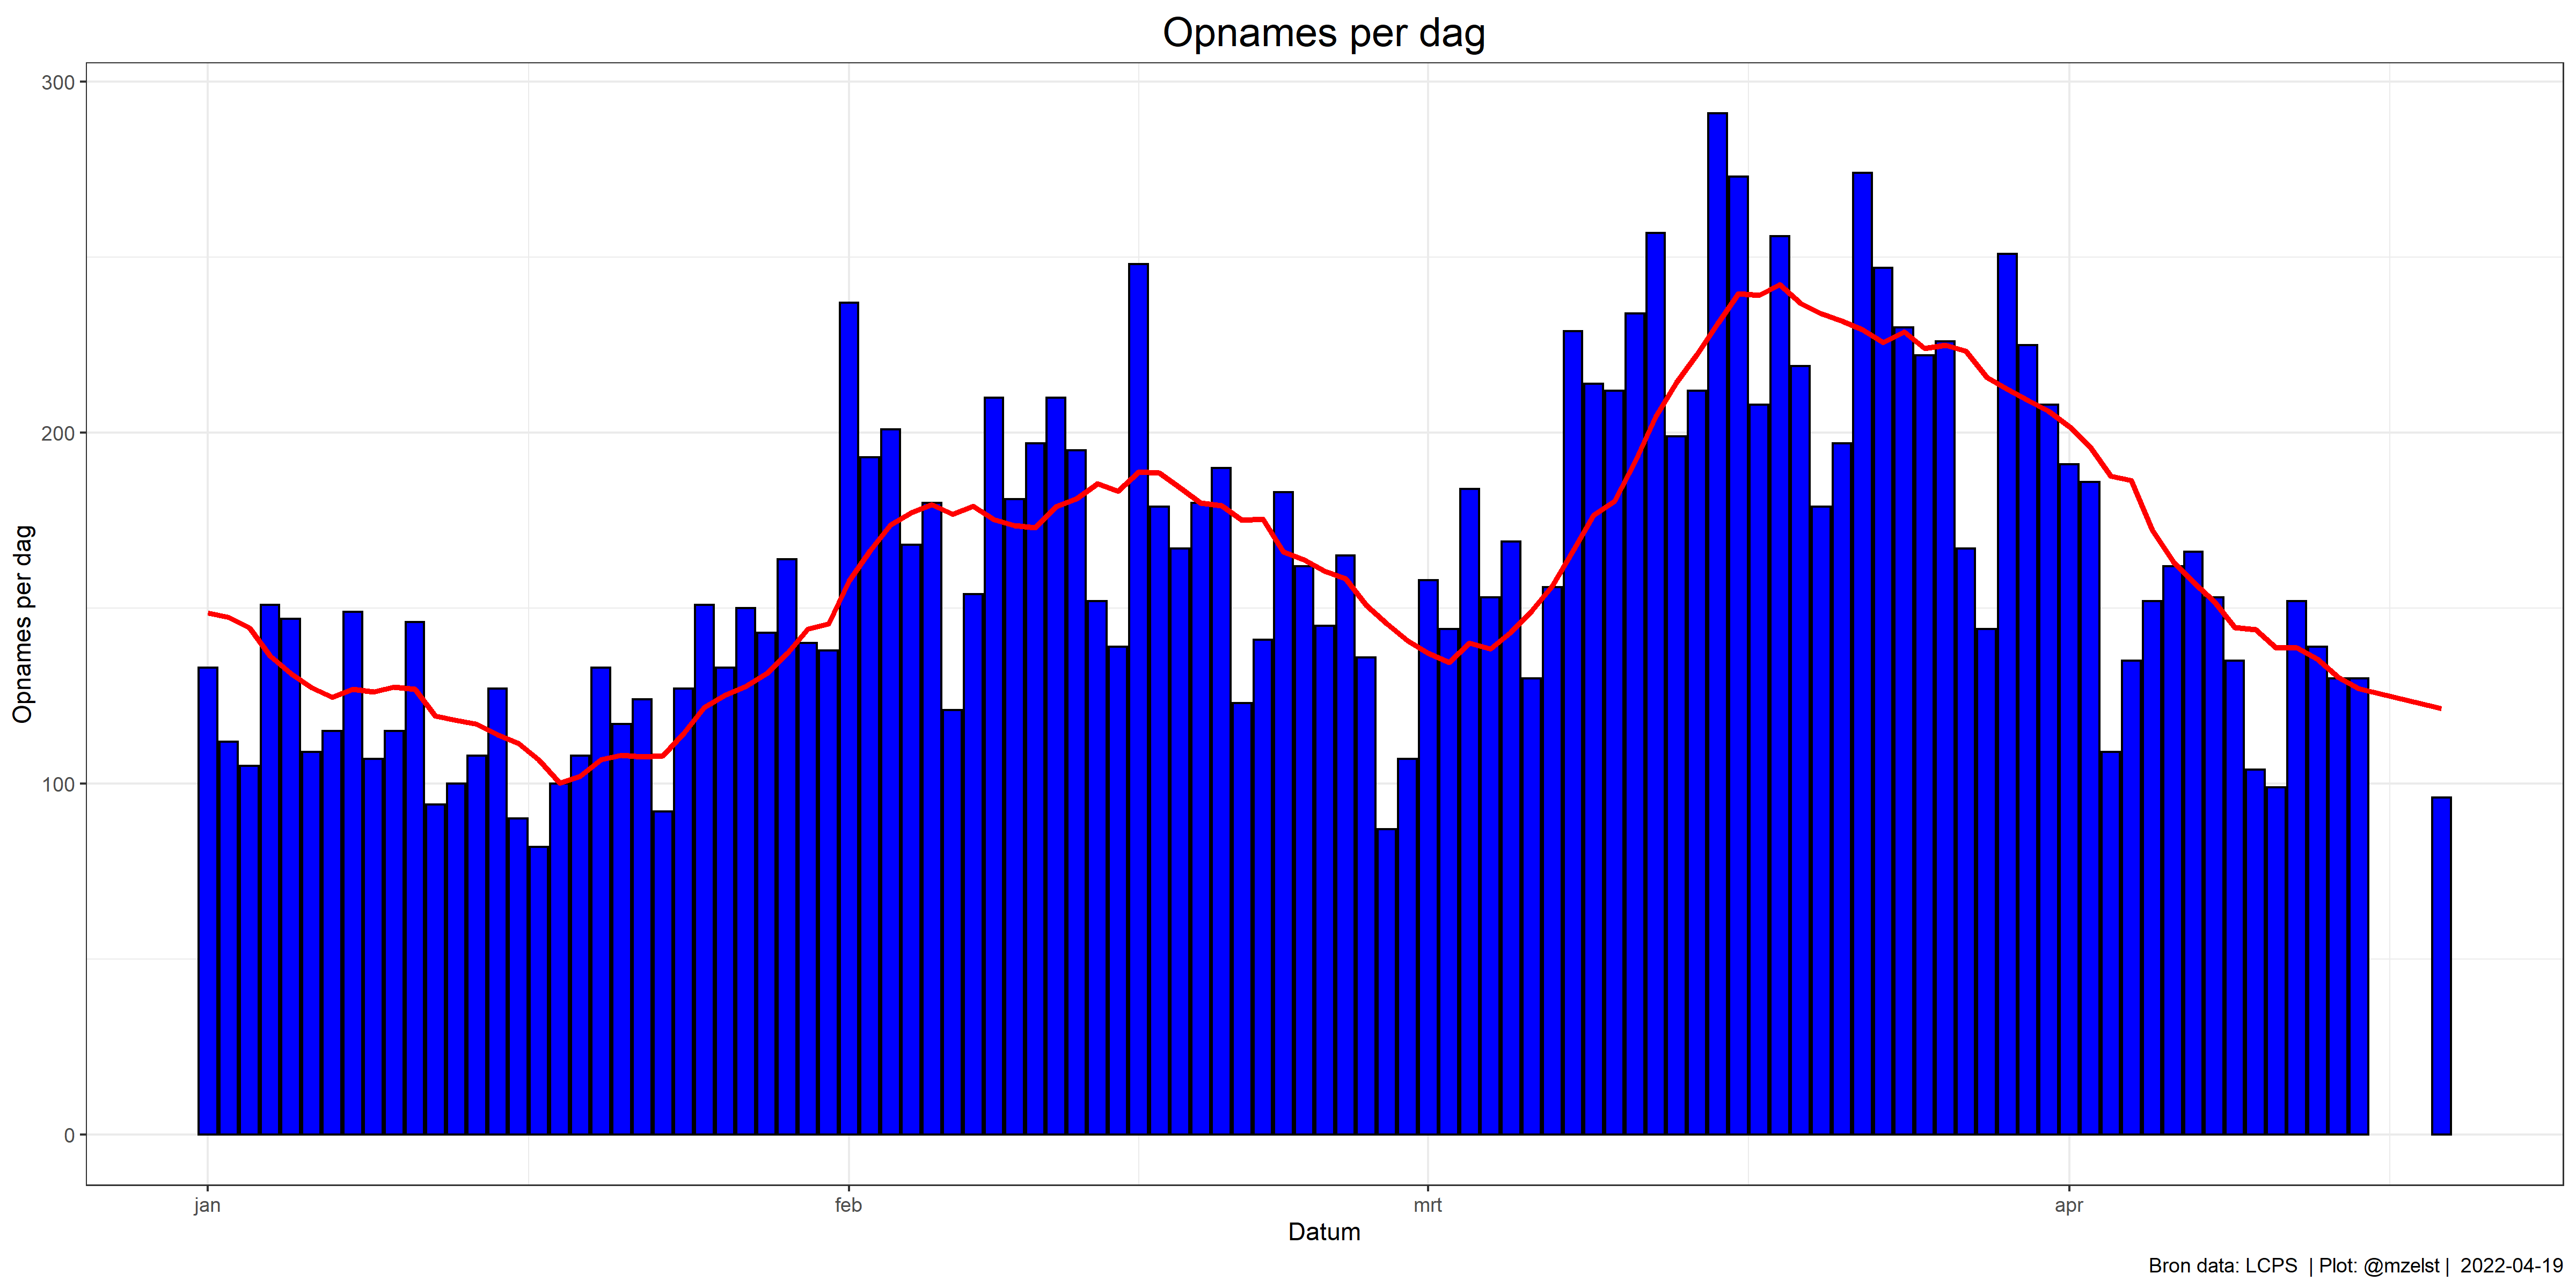 Opnames per dag
300
200
100
0
Opnames per dag
jan
feb
mrt
apr
Datum
Bron data: LCPS | Plot: @mzelst | 2022-04-19